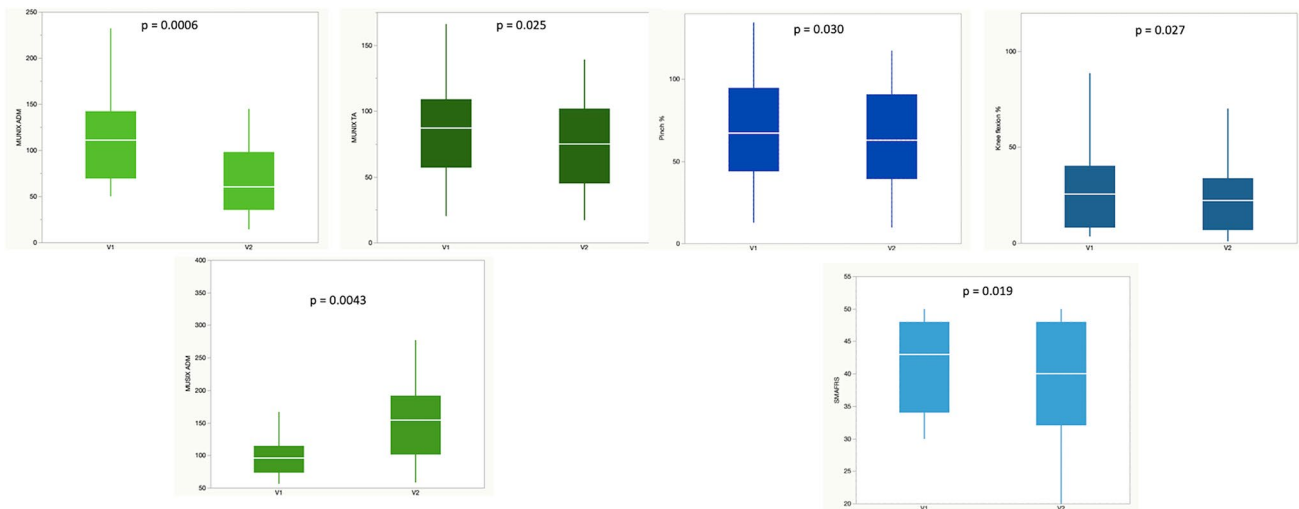 p = 0.0006
MUNIX ADM
250
200
150
100
50
0
V1 V2
p = 0.025
MUNIX TA
150
100
50
0
V1 V2
p = 0.030
Pinch %
100
50
0
V1 V2
p = 0.027
Knee flexion %
100
50
0
V1 V2
p = 0.0043
MUSIX ADM
400
350
300
250
200
150
100
50
V1 V2
p = 0.019
SMAFRS
55
50
45
40
35
30
25
20
V1 V2